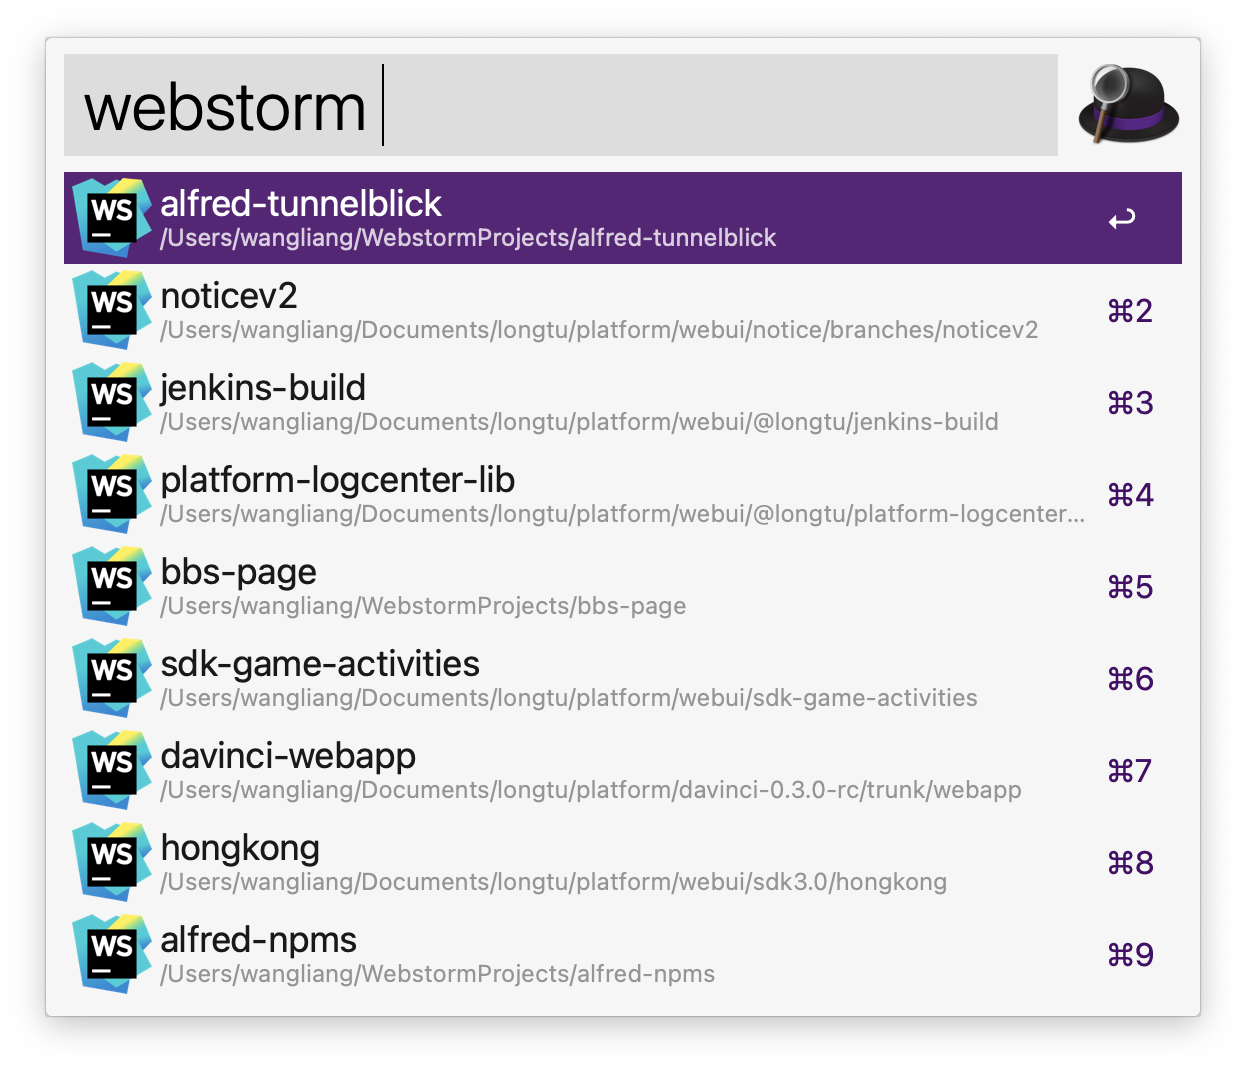 webstorm
WS
alfred-tunnelblick
/Users/wangliang/WebstormProjects/alfred-tunnelblick
WS
noticev2
/Users/wangliang/Documents/longtu/platform/webui/notice/branches/noticev2
⌘2
WS
jenkins-build
/Users/wangliang/Documents/longtu/platform/webui/@longtu/jenkins-build
⌘3
WS
platform-logcenter-lib
/Users/wangliang/Documents/longtu/platform/webui/@longtu/platform-logcenter...
⌘4
WS
bbs-page
/Users/wangliang/WebstormProjects/bbs-page
⌘5
WS
sdk-game-activities
/Users/wangliang/Documents/longtu/platform/webui/sdk-game-activities
⌘6
WS
davinci-webapp
/Users/wangliang/Documents/longtu/platform/davinci-0.3.0-rc/trunk/webapp
⌘7
WS
hongkong
/Users/wangliang/Documents/longtu/platform/webui/sdk3.0/hongkong
⌘8
WS
alfred-npms
/Users/wangliang/WebstormProjects/alfred-npms
⌘9